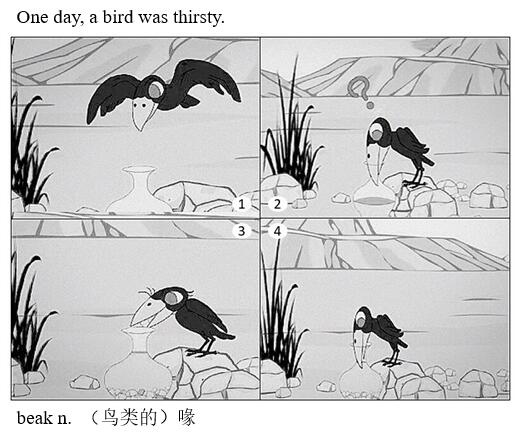 One day, a bird was thirsty.
?
1 2
3 4
beak n. （鸟类的）喙